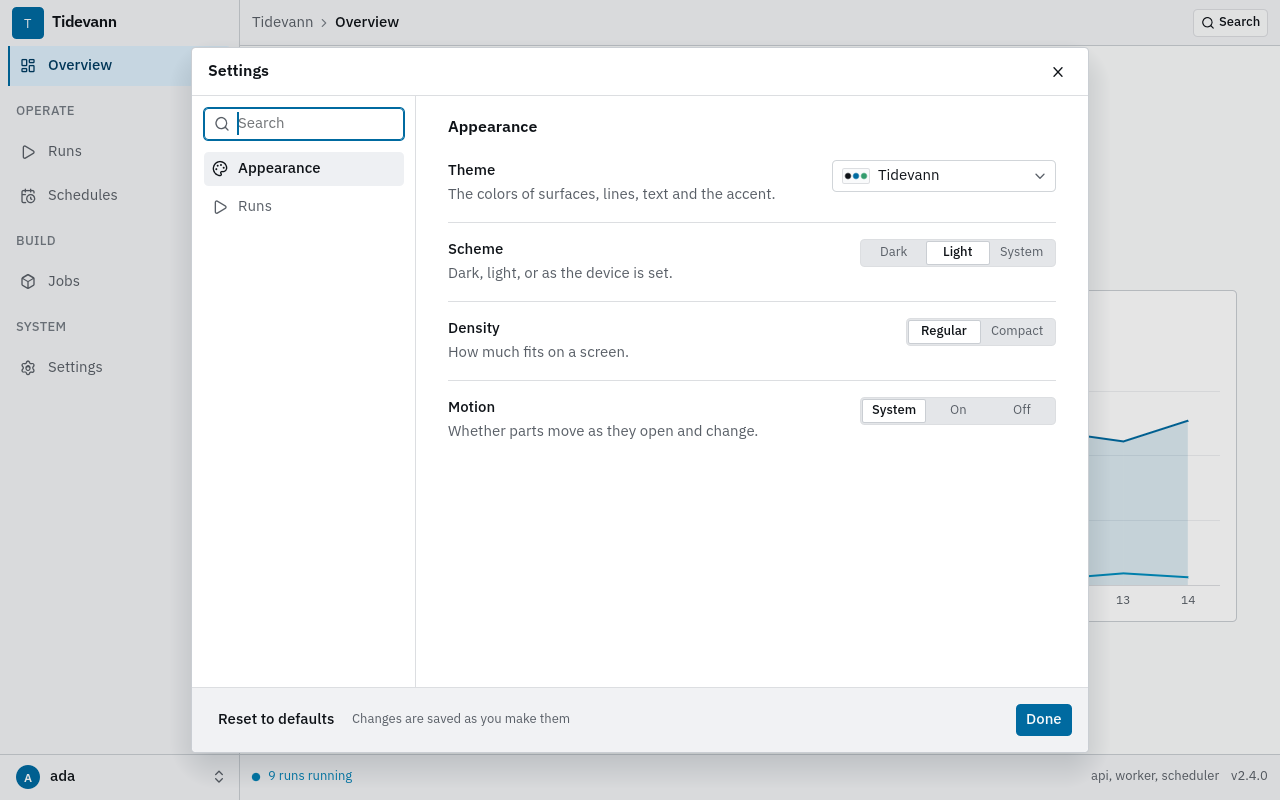 T
Tidevann
Tidevann
Overview
Search
Overview
OPERATE
Runs
Schedules
BUILD
Jobs
SYSTEM
Settings
Settings
Search
Appearance
Runs
Appearance
Theme
The colors of surfaces, lines, text and the accent.
Tidevann
Scheme
Dark, light, or as the device is set.
Dark
Light
System
Density
How much fits on a screen.
Regular
Compact
Motion
Whether parts move as they open and change.
System
On
Off
13
14
Reset to defaults
Changes are saved as you make them
Done
A
ada
9 runs running
api, worker, scheduler
v2.4.0